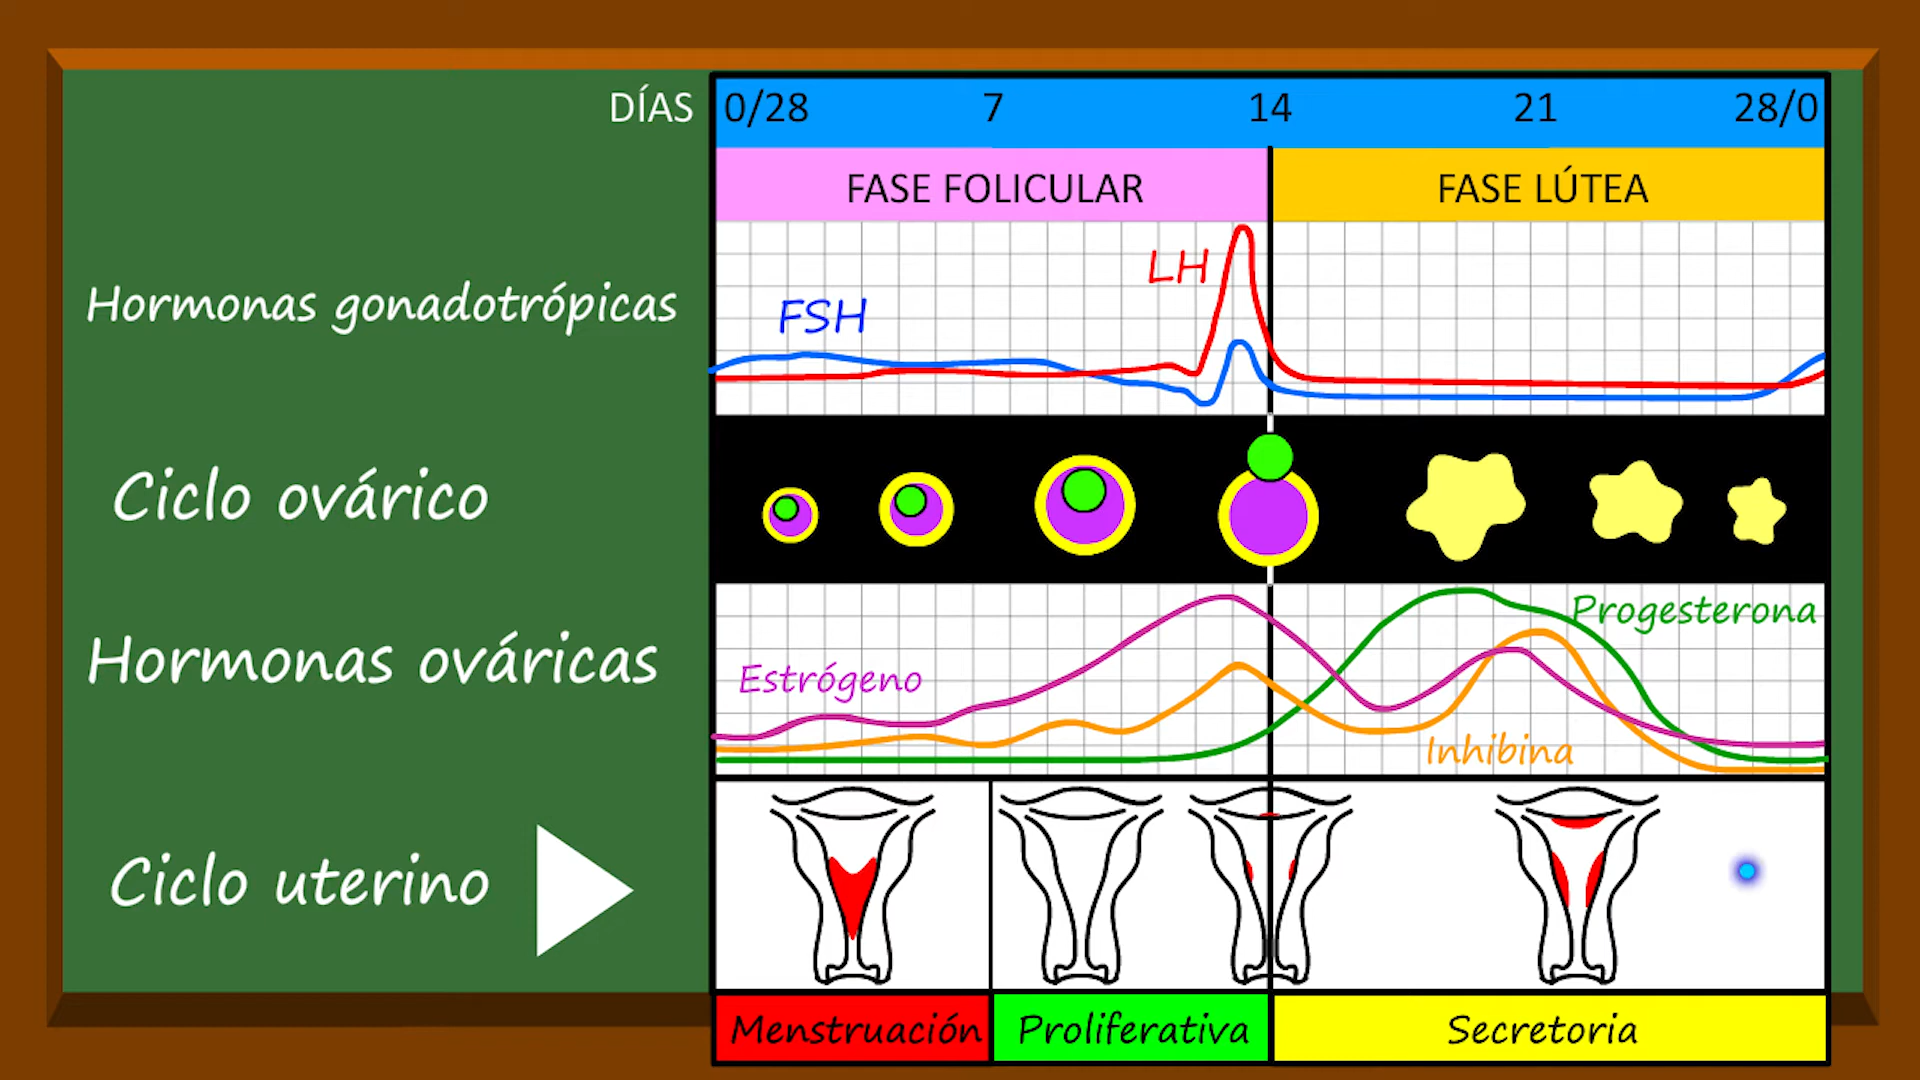 DÍAS 0/28 7 14 21 28/0
FASE FOLICULAR FASE LÚTEA
Hormonas gonadotrópicas
LH
FSH
Ciclo ovárico
Hormonas ováricas
Progesterona
Estrógeno
Inhibina
Ciclo uterino
Menstruación Proliferativa Secretoria